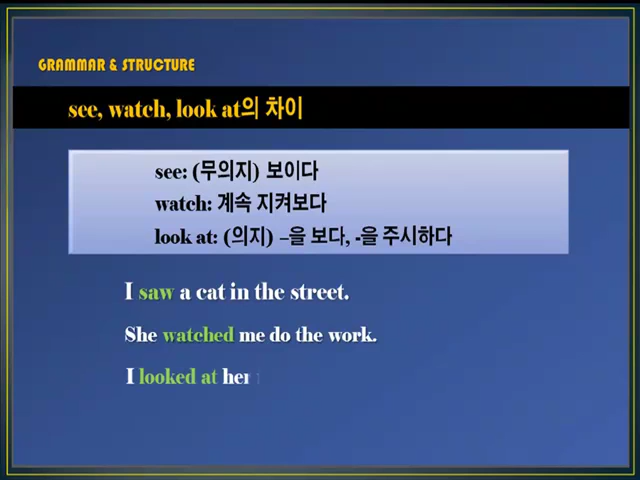 GRAMMAR & STRUCTURE
see, watch, look at의 차이
see: (무의지) 보이다
watch: 계속 지켜보다
look at: (의지) –을 보다, -을 주시하다
I saw a cat in the street.
She watched me do the work.
I looked at her